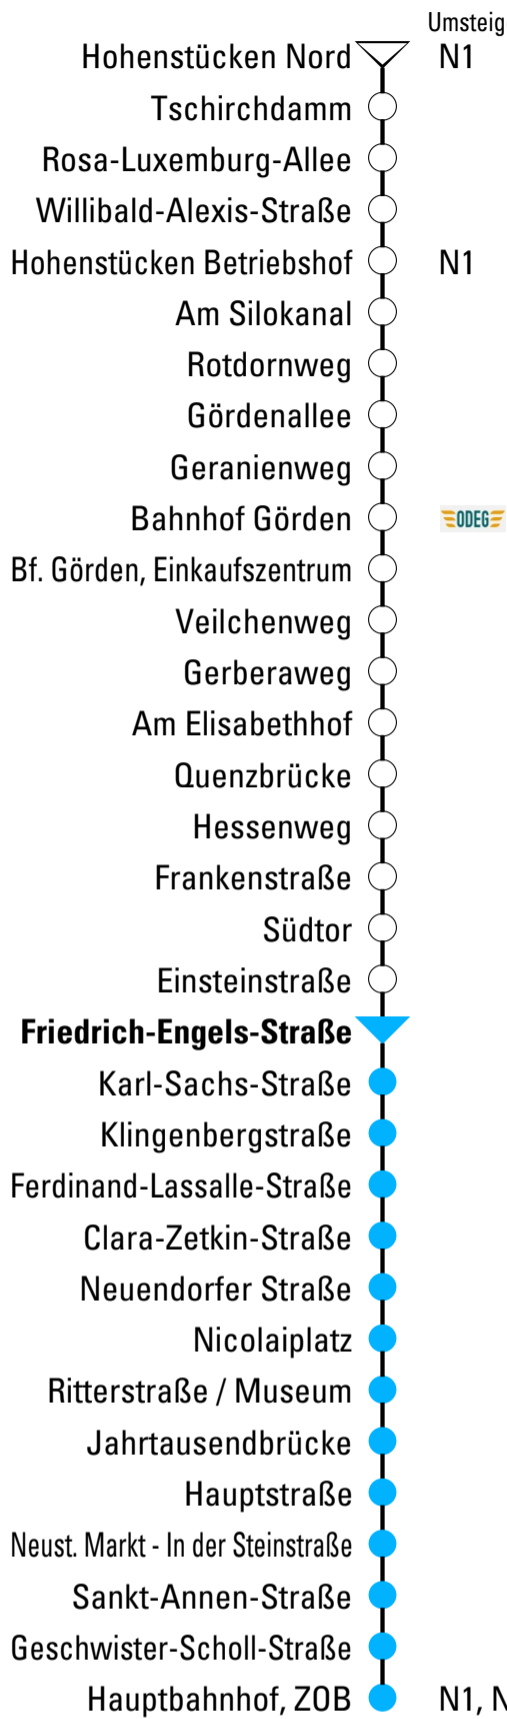 Umsteig
Hohenstücken Nord N1
Tschirchdamm
Rosa-Luxemburg-Allee
Willibald-Alexis-Straße
Hohenstücken Betriebshof N1
Am Silokanal
Rotdornweg
Gördenallee
Geranienweg
Bahnhof Görden ODEG
Bf. Görden, Einkaufszentrum
Veilchenweg
Gerberaweg
Am Elisabethhof
Quenzbrücke
Hessenweg
Frankenstraße
Südtor
Einsteinstraße
Friedrich-Engels-Straße
Karl-Sachs-Straße
Klingenbergstraße
Ferdinand-Lassalle-Straße
Clara-Zetkin-Straße
Neuendorfer Straße
Nicolaiplatz
Ritterstraße / Museum
Jahrtausendbrücke
Hauptstraße
Neust. Markt - In der Steinstraße
Sankt-Annen-Straße
Geschwister-Scholl-Straße
Hauptbahnhof, ZOB N1, N